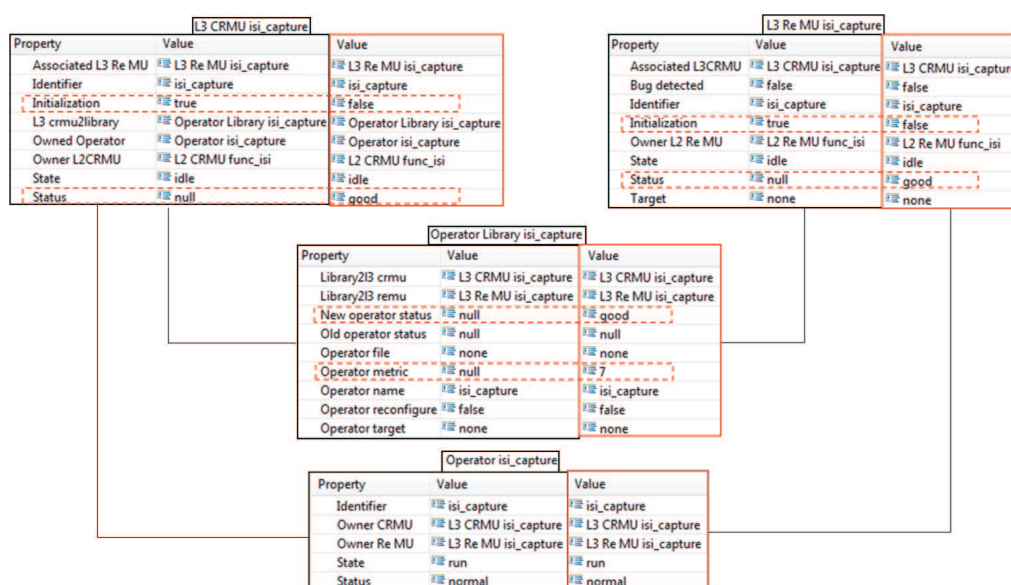 L3 CRMU isi_capture
Property Value Value
Associated L3 Re MU L3 Re MU isi_capture L3 Re MU isi_capture
Identifier isi_capture isi_capture
Initialization true false
L3 crmu2library Operator Library isi_capture Operator Library isi_capture
Owned Operator Operator isi_capture Operator isi_capture
Owner L2CRMU L2 CRMU func_isi L2 CRMU func_isi
State idle idle
Status null good
L3 Re MU isi_capture
Property Value Value
Associated L3CRMU L3 CRMU isi_capture L3 CRMU isi_capture
Bug detected false false
Identifier isi_capture isi_capture
Initialization true false
Owner L2 Re MU L2 Re MU func_isi L2 Re MU func_isi
State idle idle
Status null good
Target none none
Operator Library isi_capture
Property Value Value
Library2l3 crmu L3 CRMU isi_capture L3 CRMU isi_capture
Library2l3 remu L3 Re MU isi_capture L3 Re MU isi_capture
New operator status null good
Old operator status null null
Operator file none none
Operator metric null 7
Operator name isi_capture isi_capture
Operator reconfigure false false
Operator target none none
Operator isi_capture
Property Value Value
Identifier isi_capture isi_capture
Owner CRMU L3 CRMU isi_capture L3 CRMU isi_capture
Owner Re MU L3 Re MU isi_capture L3 Re MU isi_capture
State run run
Status normal normal